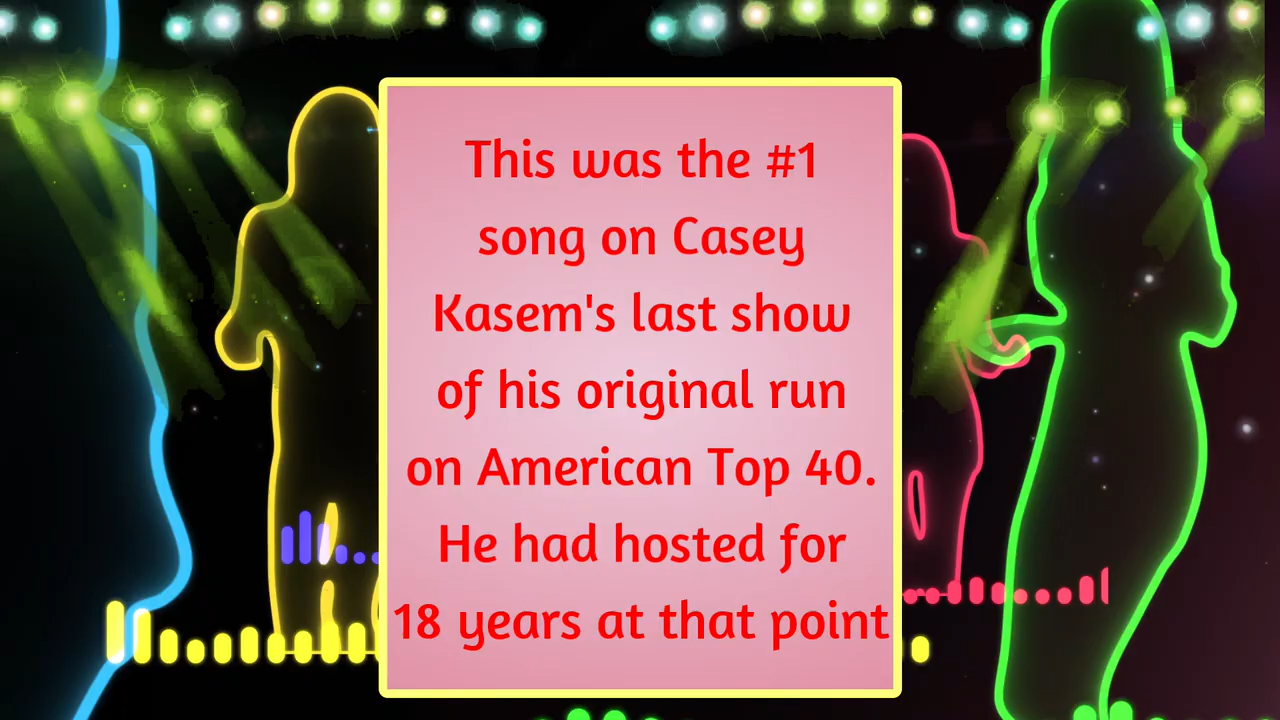 This was the #1
song on Casey
Kasem's last show
of his original run
on American Top 40.
He had hosted for
18 years at that point